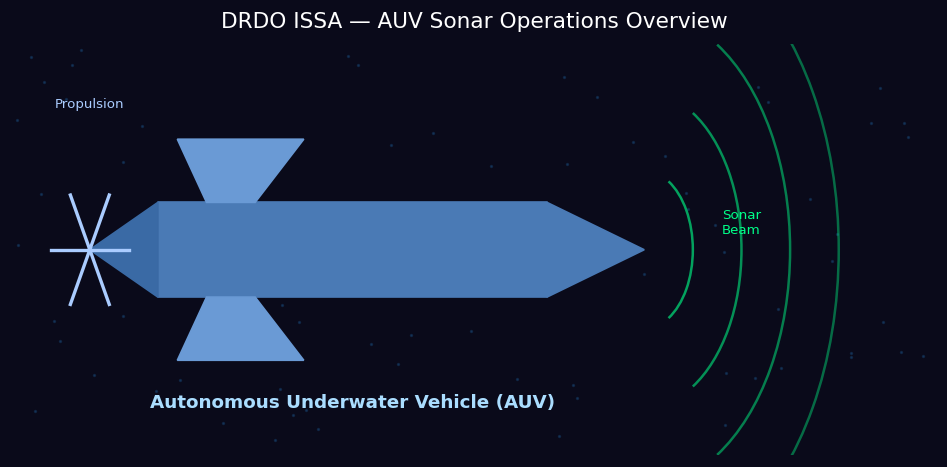 DRDO ISSA — AUV Sonar Operations Overview
Propulsion
Sonar
Beam
Autonomous Underwater Vehicle (AUV)